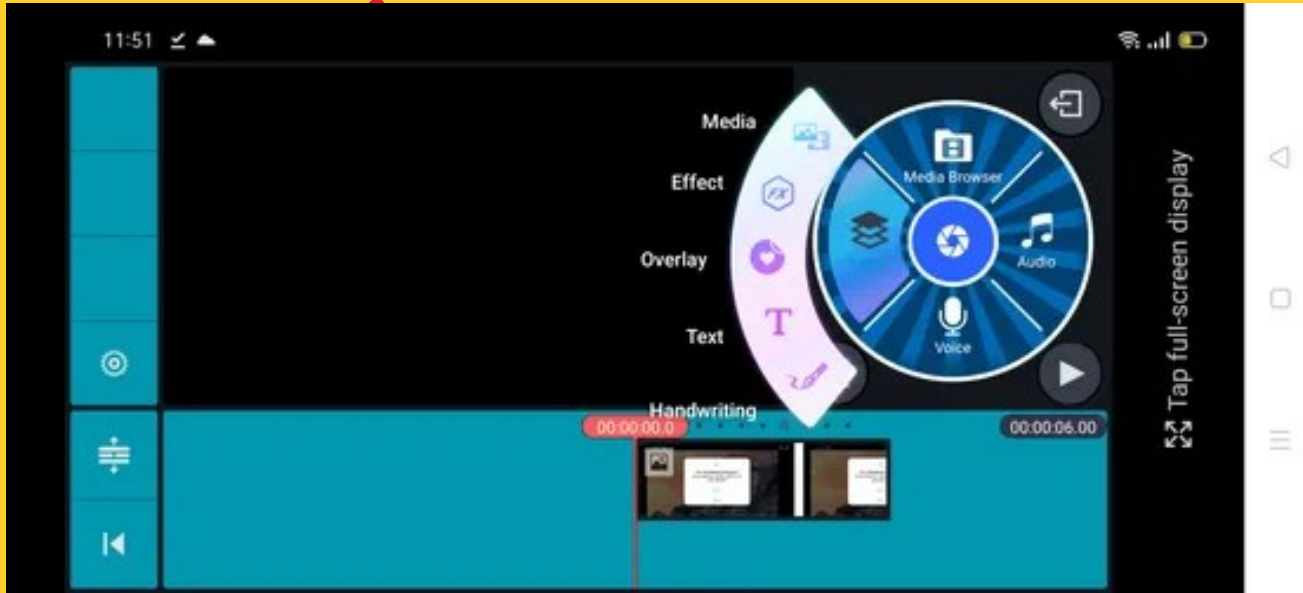 11:51
Media
Effect
Overlay
Text
Handwriting
FX
T
Media Browser
Audio
Voice
Tap full-screen display
00:00:00.0
00:00:06.00